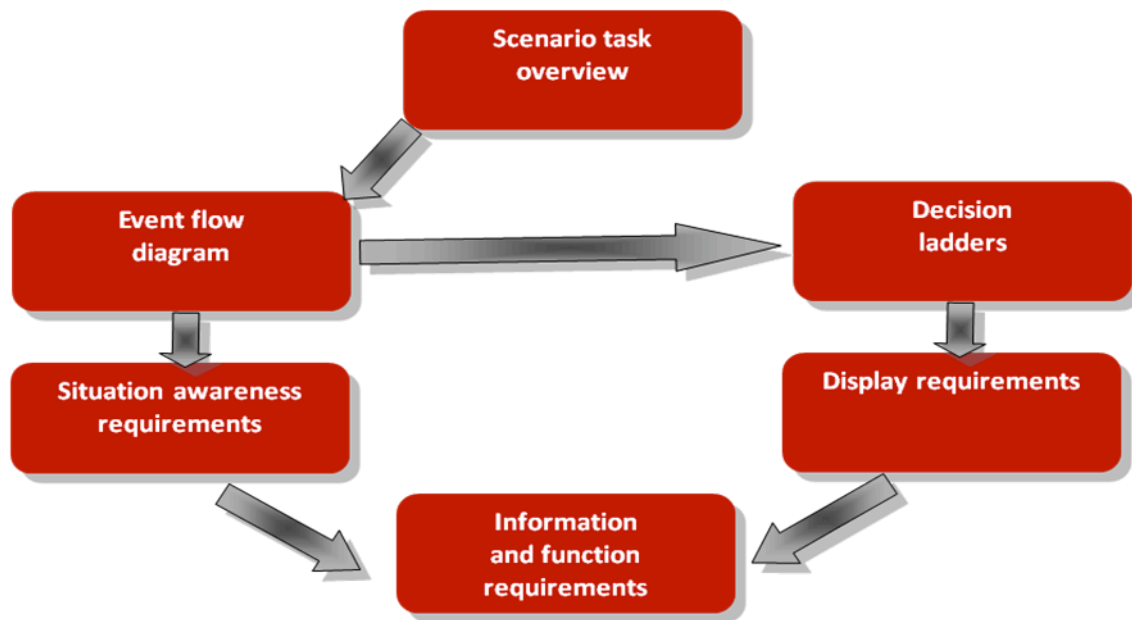 Scenario task
overview
Event flow
diagram
Decision
ladders
Situation awareness
requirements
Display requirements
Information
and function
requirements